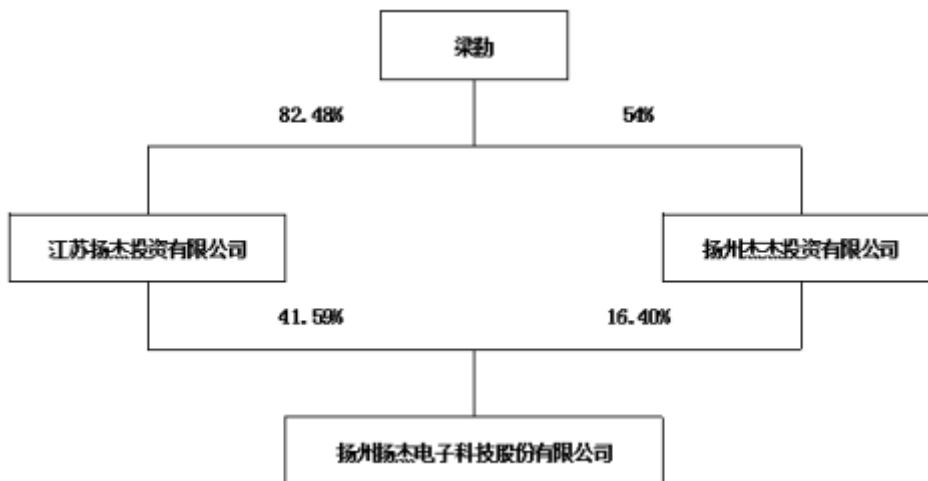 梁勤
82.48%
54%
江苏扬杰投资有限公司
扬州杰杰投资有限公司
41.59%
16.40%
扬州扬杰电子科技股份有限公司